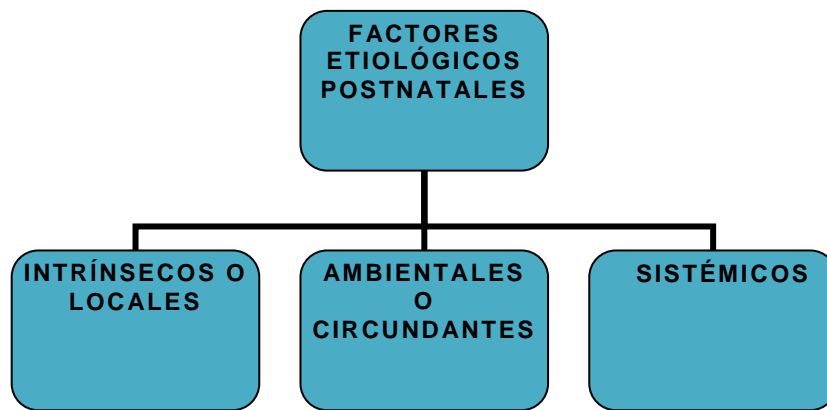 FACTORES
ETIOLÓGICOS
POSTNATALES
INTRÍNSECOS O
LOCALES
AMBIENTALES
O
CIRCUNDANTES
SISTÉMICOS